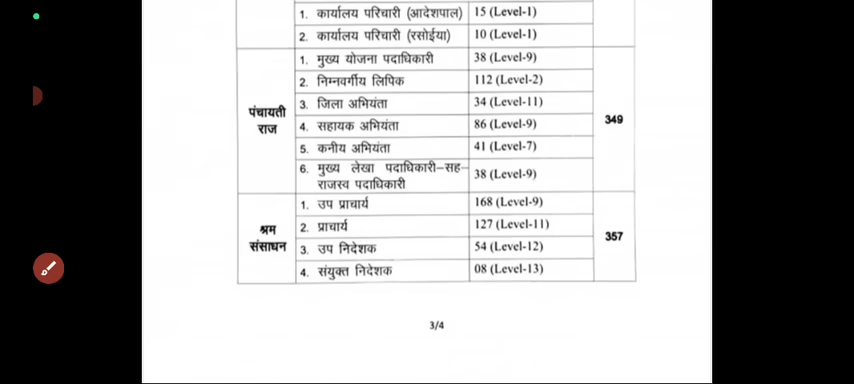 1. कार्यालय परिचारी (आदेशपाल) 15 (Level-1)
2. कार्यालय परिचारी (रसोईया) 10 (Level-1)
पंचायती राज
1. मुख्य योजना पदाधिकारी 38 (Level-9)
2. निम्नवर्गीय लिपिक 112 (Level-2)
3. जिला अभियंता 34 (Level-11)
4. सहायक अभियंता 86 (Level-9)
5. कनीय अभियंता 41 (Level-7)
6. मुख्य लेखा पदाधिकारी–सह–
राजस्व पदाधिकारी 38 (Level-9)
349
श्रम
संसाधन
1. उप प्राचार्य 168 (Level-9)
2. प्राचार्य 127 (Level-11)
3. उप निदेशक 54 (Level-12)
4. संयुक्त निदेशक 08 (Level-13)
357
3/4